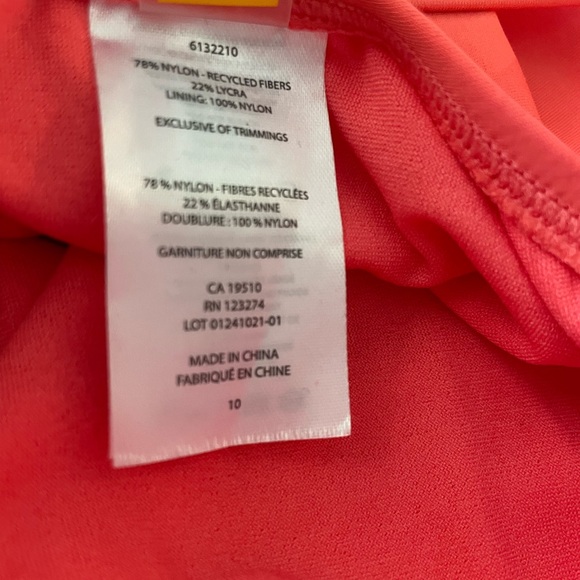 6132210
78% NYLON - RECYCLED FIBERS
22% LYCRA
LINING: 100% NYLON
EXCLUSIVE OF TRIMMINGS
78 % NYLON - FIBRES RECYCLÉES
22 % ÉLASTHANNE
DOUBLURE : 100 % NYLON
GARNITURE NON COMPRISE
CA 19510
RN 123274
LOT 01241021-01
MADE IN CHINA
FABRIQUÉ EN CHINE
10